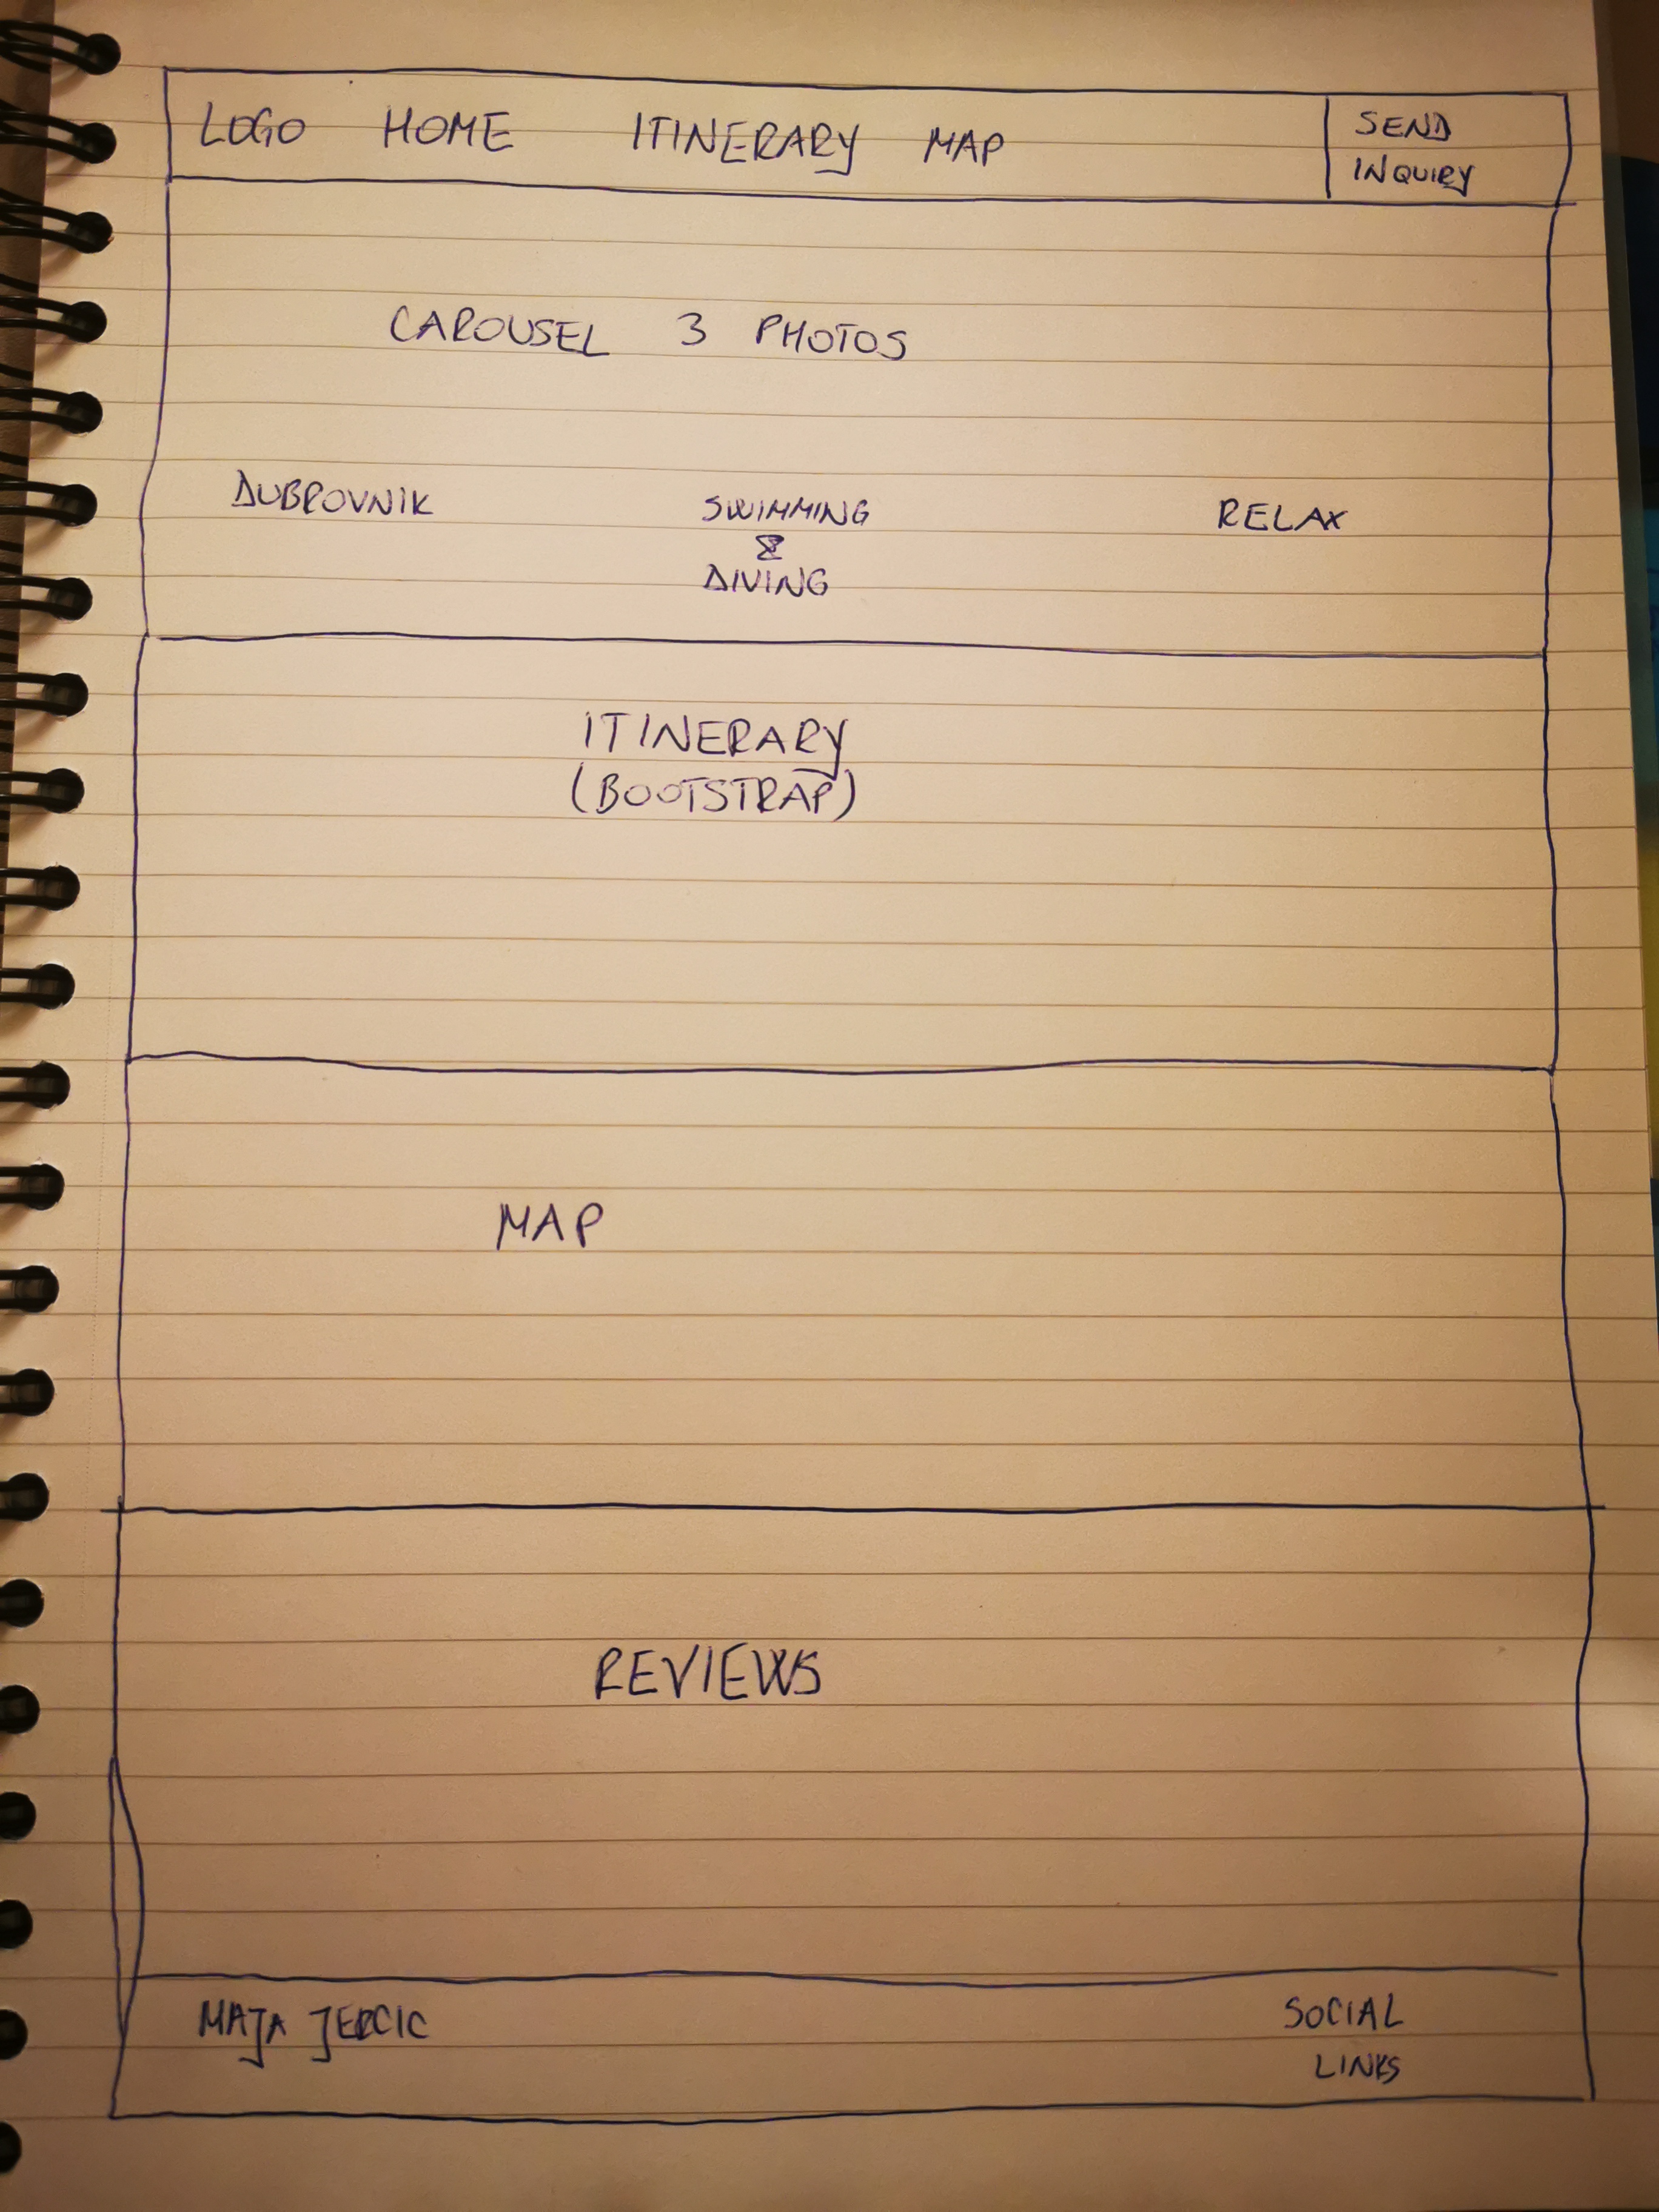 LOGO HOME ITINERARY MAP SEND INQUIRY
CAROUSEL 3 PHOTOS
DUBROVNIK SWIMMING & DIVING RELAX
ITINERARY
(BOOTSTRAP)
MAP
REVIEWS
MAJA JERCIC SOCIAL LINKS